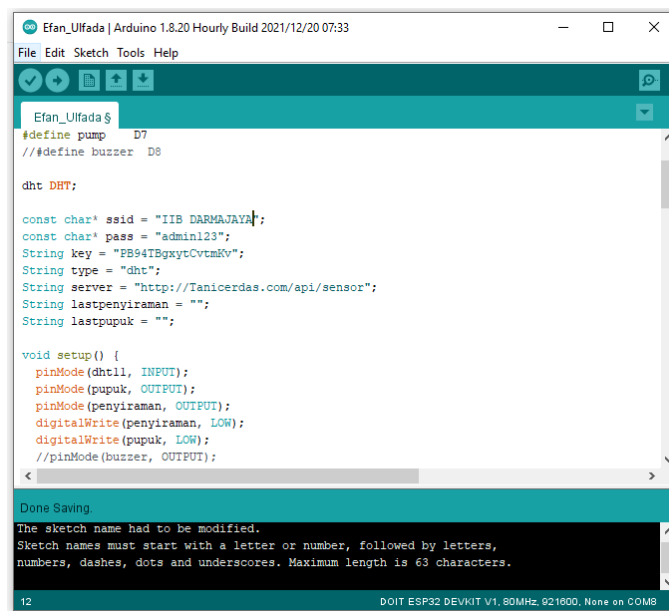 Efan_Ulfada | Arduino 1.8.20 Hourly Build 2021/12/20 07:33
File Edit Sketch Tools Help
Efan_Ulfada §
#define pump    D7
//#define buzzer  D8
dht DHT;
const char* ssid = "IIB DARMAJAYA";
const char* pass = "admin123";
String key = "PB94TBgxytCvtmKv";
String type = "dht";
String server = "http://Tanicerdas.com/api/sensor";
String lastpenyiraman = "";
String lastpupuk = "";
void setup() {
  pinMode(dht11, INPUT);
  pinMode(pupuk, OUTPUT);
  pinMode(penyiraman, OUTPUT);
  digitalWrite(penyiraman, LOW);
  digitalWrite(pupuk, LOW);
  //pinMode(buzzer, OUTPUT);
Done Saving.
The sketch name had to be modified.
Sketch names must start with a letter or number, followed by letters,
numbers, dashes, dots and underscores. Maximum length is 63 characters.
12 DOIT ESP32 DEVKIT V1, 80MHz, 921600, None on COM8